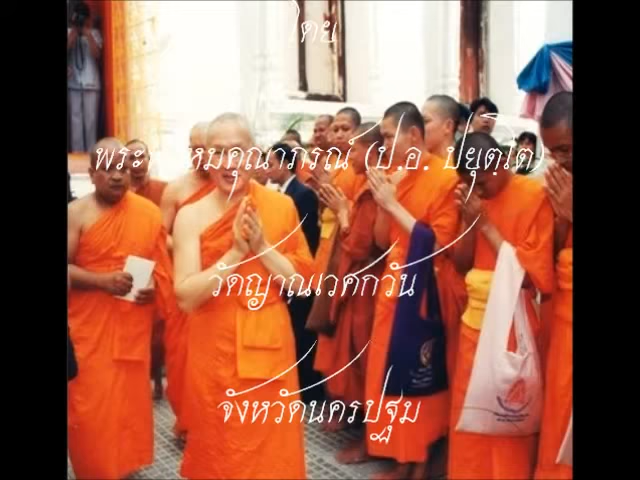 โดย
พระพรหมคุณาภรณ์ (ป.อ. ปยุตฺโต)
วัดญาณเวศกวัน
จังหวัดนครปฐม